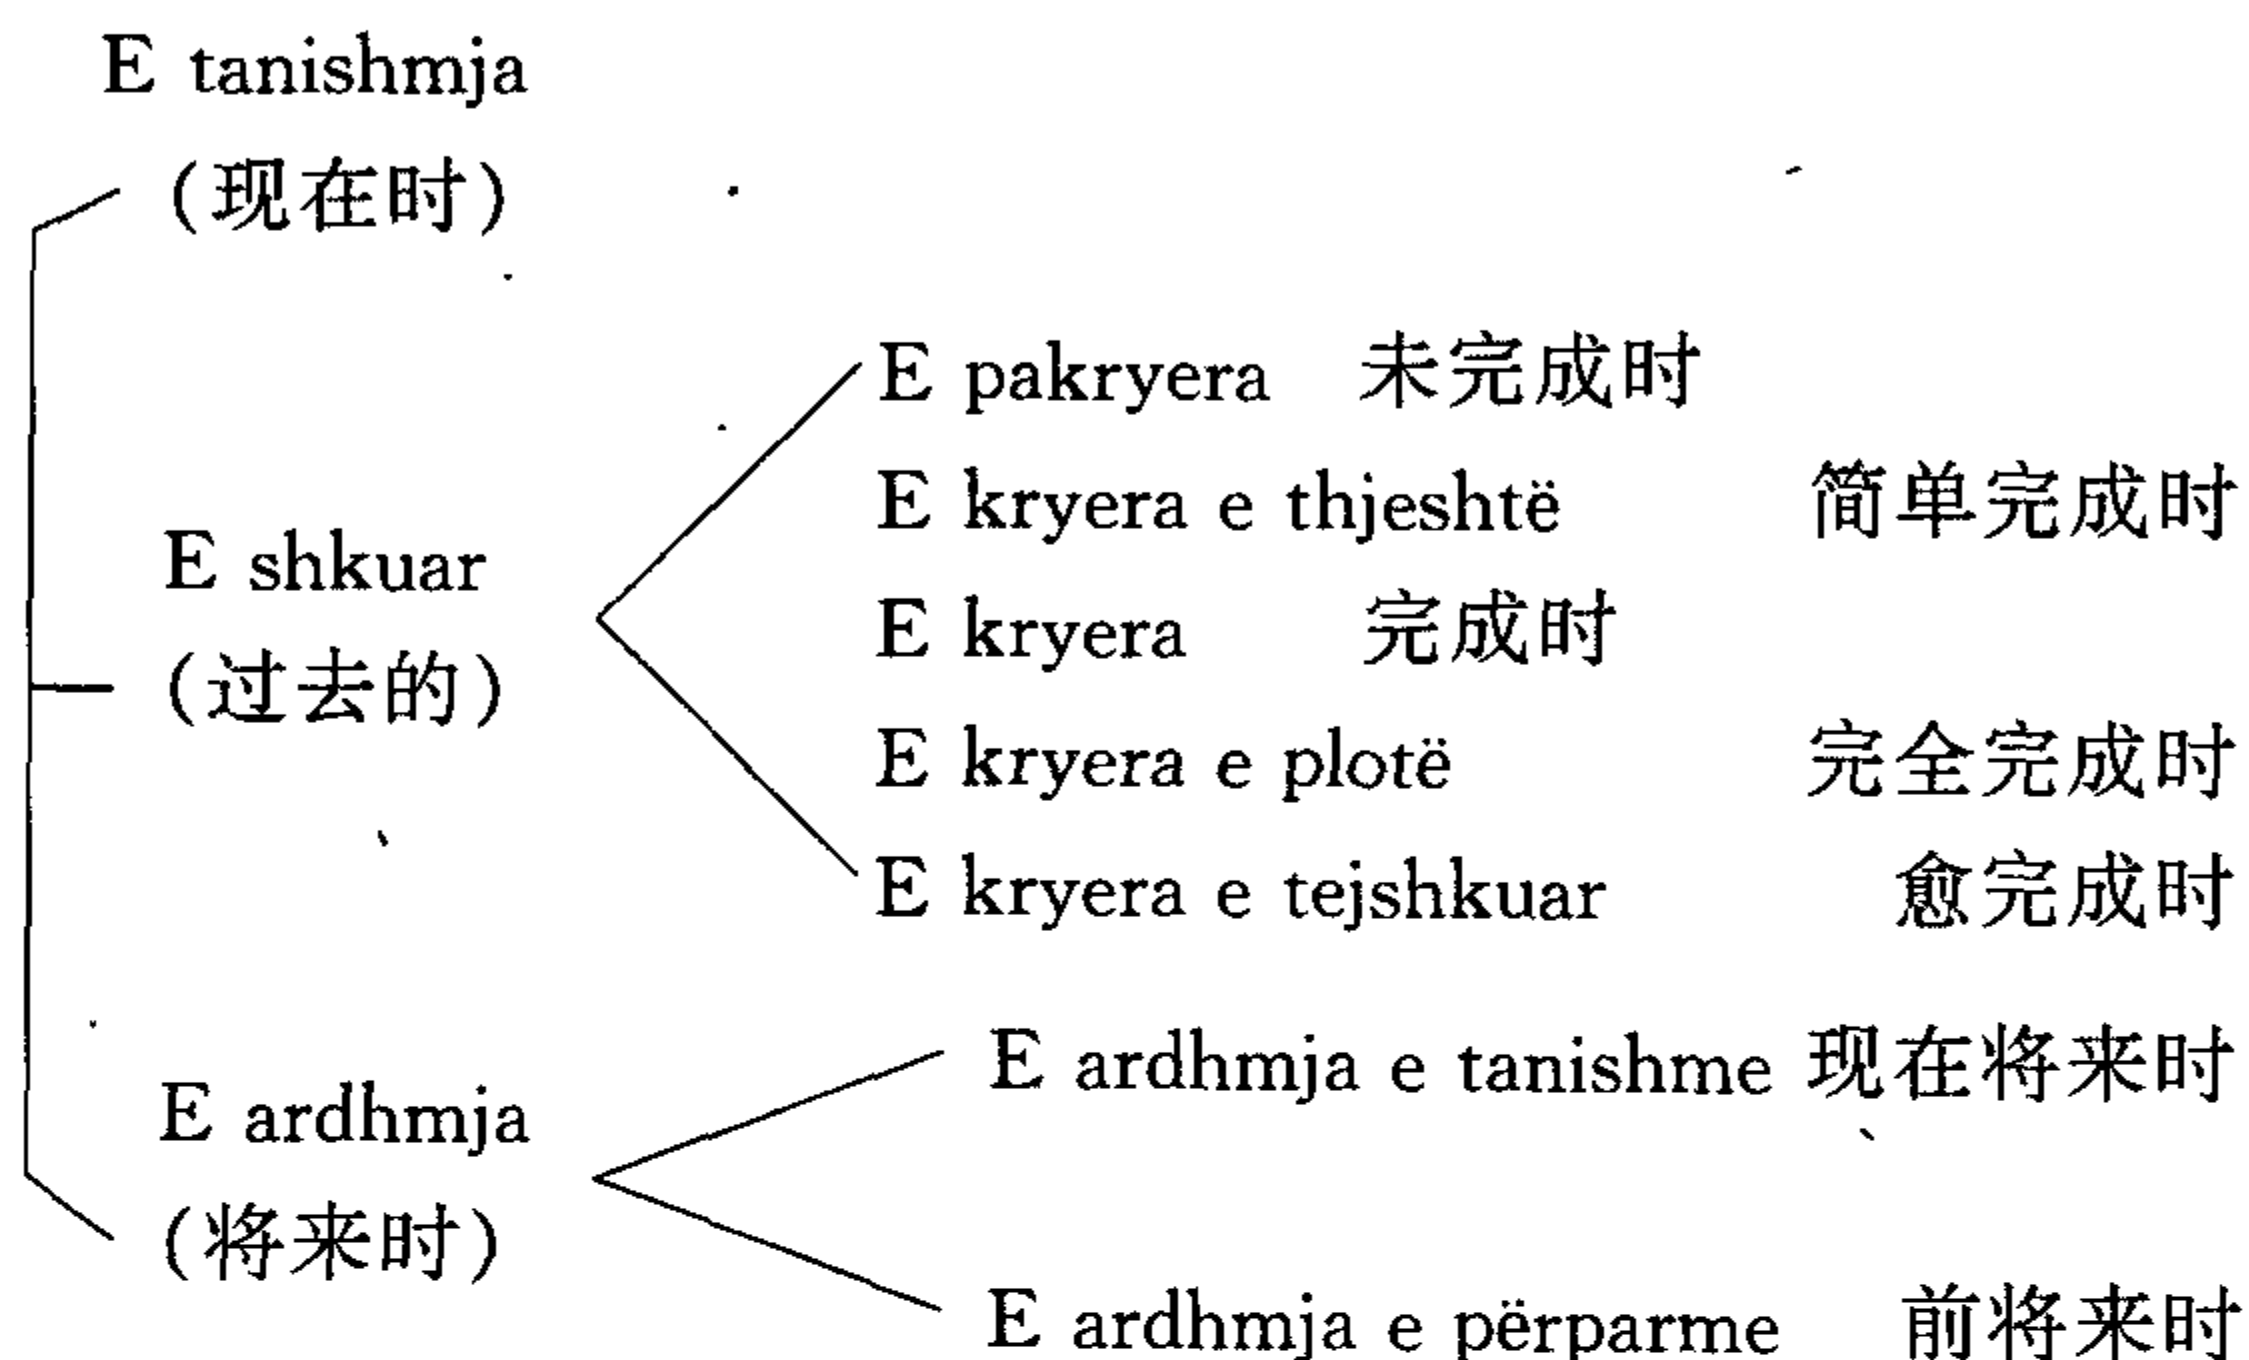 E tanishmja
(现在时)
E pakryera 未完成时
E kryera e thjeshtë 简单完成时
E shkuar
(过去的)
E kryera 完成时
E kryera e plotë 完全完成时
E kryera e tejshkuar 愈完成时
E ardhmja e tanishme 现在将来时
E ardhmja
(将来时)
E ardhmja e përparme 前将来时